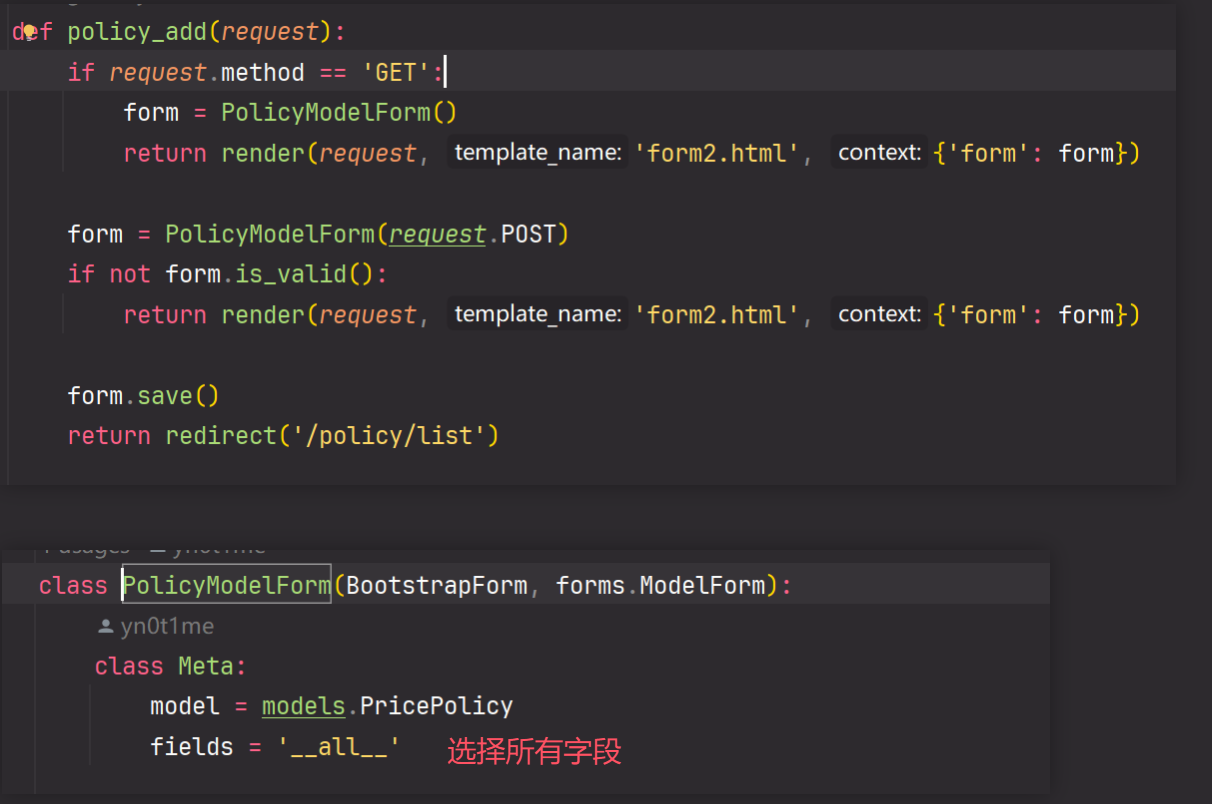 def policy_add(request):
if request.method == 'GET':
form = PolicyModelForm()
return render(request, template_name: 'form2.html', context: {'form': form})
form = PolicyModelForm(request.POST)
if not form.is_valid():
return render(request, template_name: 'form2.html', context: {'form': form})
form.save()
return redirect('/policy/list')
class PolicyModelForm(BootstrapForm, forms.ModelForm):
yn0t1me
class Meta:
model = models.PricePolicy
fields = '__all__' 选择所有字段